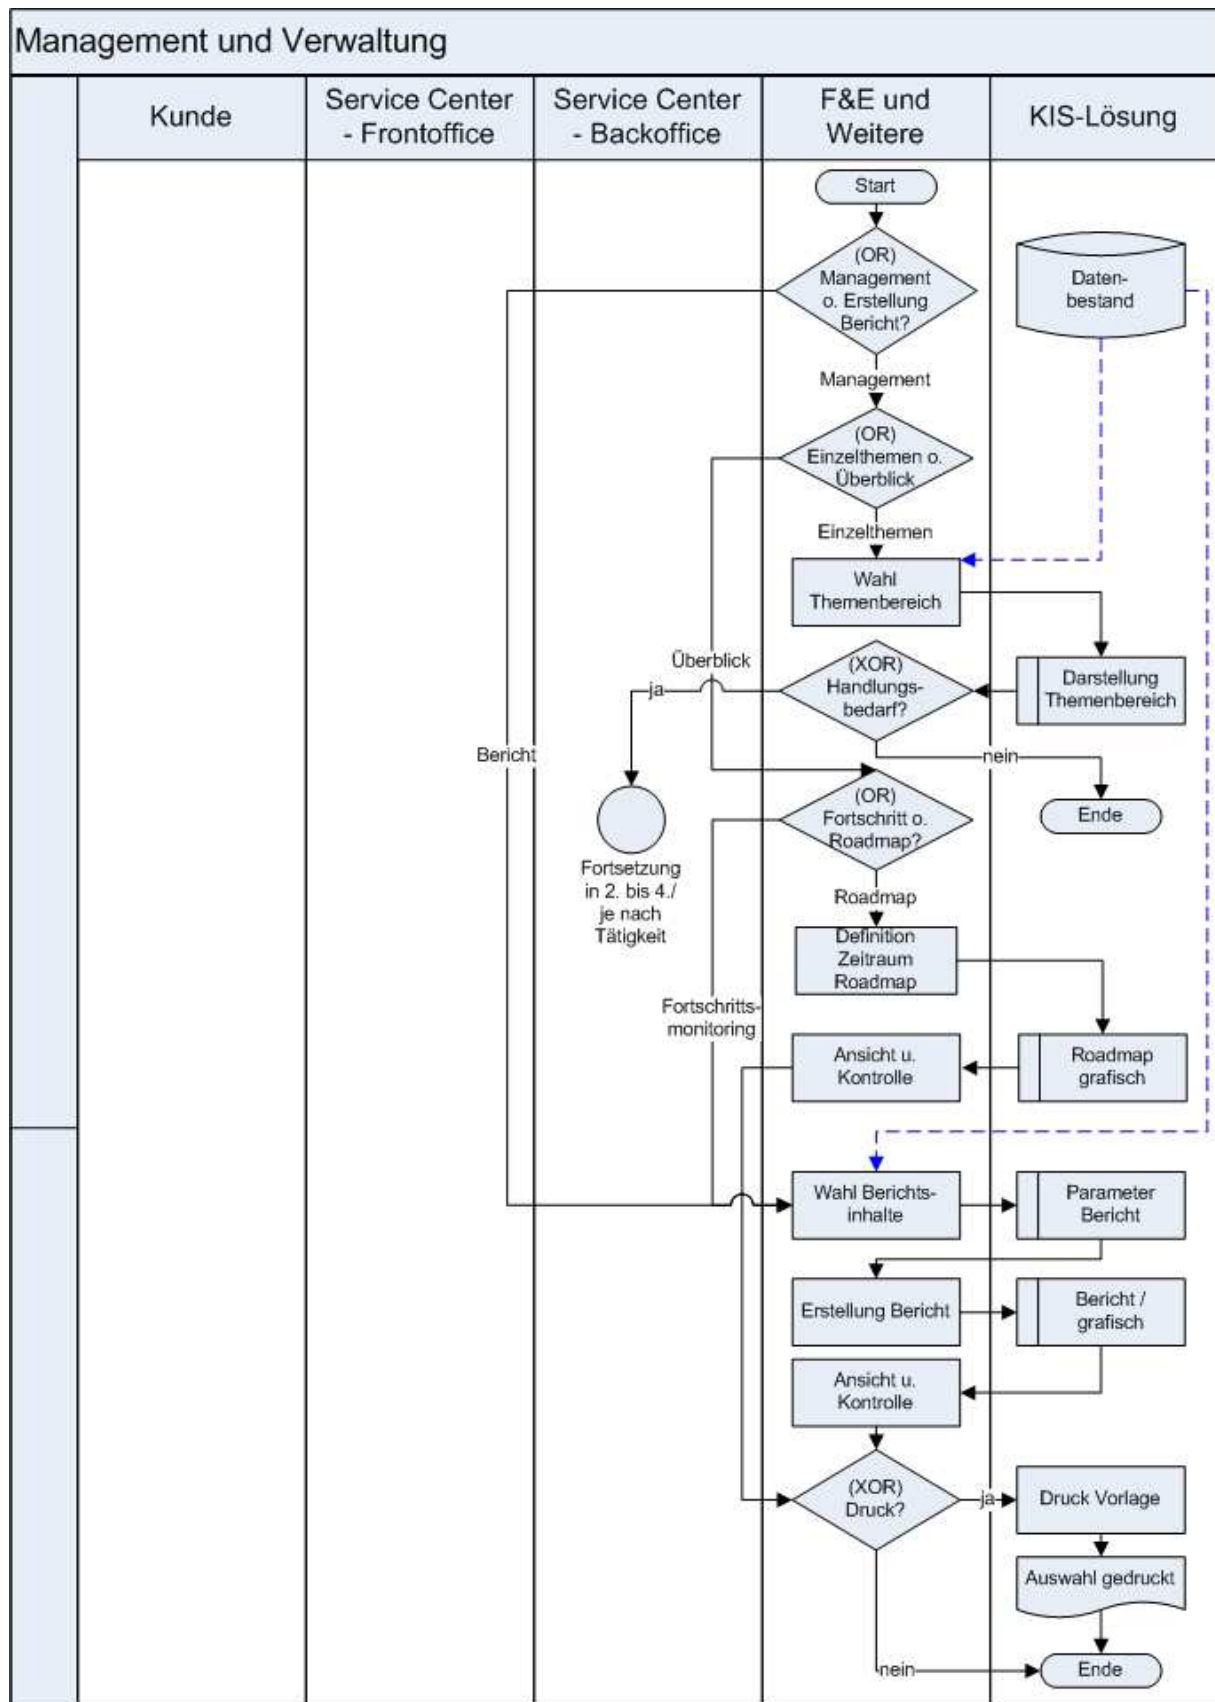 Management und Verwaltung
Kunde
Service Center
- Frontoffice
Service Center
- Backoffice
F&E und
Weitere
KIS-Lösung
Start
(OR)
Management
o. Erstellung
Bericht?
Daten-
bestand
Management
(OR)
Einzelthemen o.
Überblick
Einzelthemen
Wahl
Themenbereich
Überblick
(XOR)
Handlungs-
bedarf?
Darstellung
Themenbereich
ja
nein
Bericht
(OR)
Fortschritt o.
Roadmap?
Ende
Fortsetzung
in 2. bis 4./
je nach
Tätigkeit
Roadmap
Definition
Zeitraum
Roadmap
Fortschritts-
monitoring
Ansicht u.
Kontrolle
Roadmap
grafisch
Wahl Berichts-
inhalte
Parameter
Bericht
Erstellung Bericht
Bericht /
grafisch
Ansicht u.
Kontrolle
(XOR)
Druck?
ja
Druck Vorlage
Auswahl gedruckt
nein
Ende